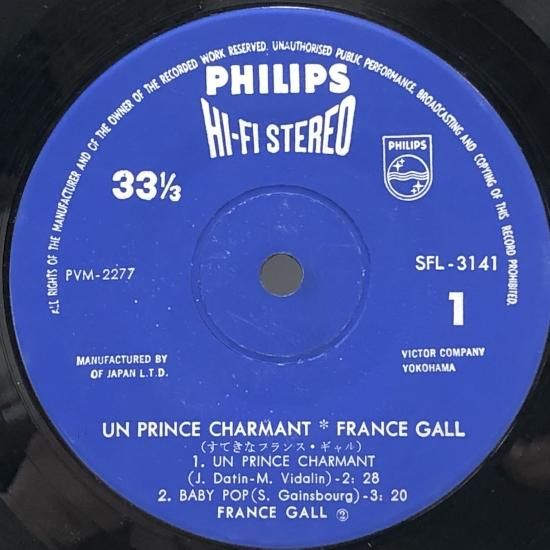 ALL RIGHTS OF THE MANUFACTURER AND OF THE OWNER OF THE RECORDED WORK RESERVED. UNAUTHORISED PUBLIC PERFORMANCE, BROADCASTING AND COPYING OF THIS RECORD PROHIBITED.
PHILIPS
HI-FI STEREO
PHILIPS
33⅓
PVM-2277
SFL-3141
1
MANUFACTURED BY
OF JAPAN L.T.D.
VICTOR COMPANY
YOKOHAMA
UN PRINCE CHARMANT * FRANCE GALL
(すてきなフランス・ギャル)
1. UN PRINCE CHARMANT
(J. Datin-M. Vidalin)-2: 28
2. BABY POP(S. Gainsbourg)-3: 20
FRANCE GALL ②